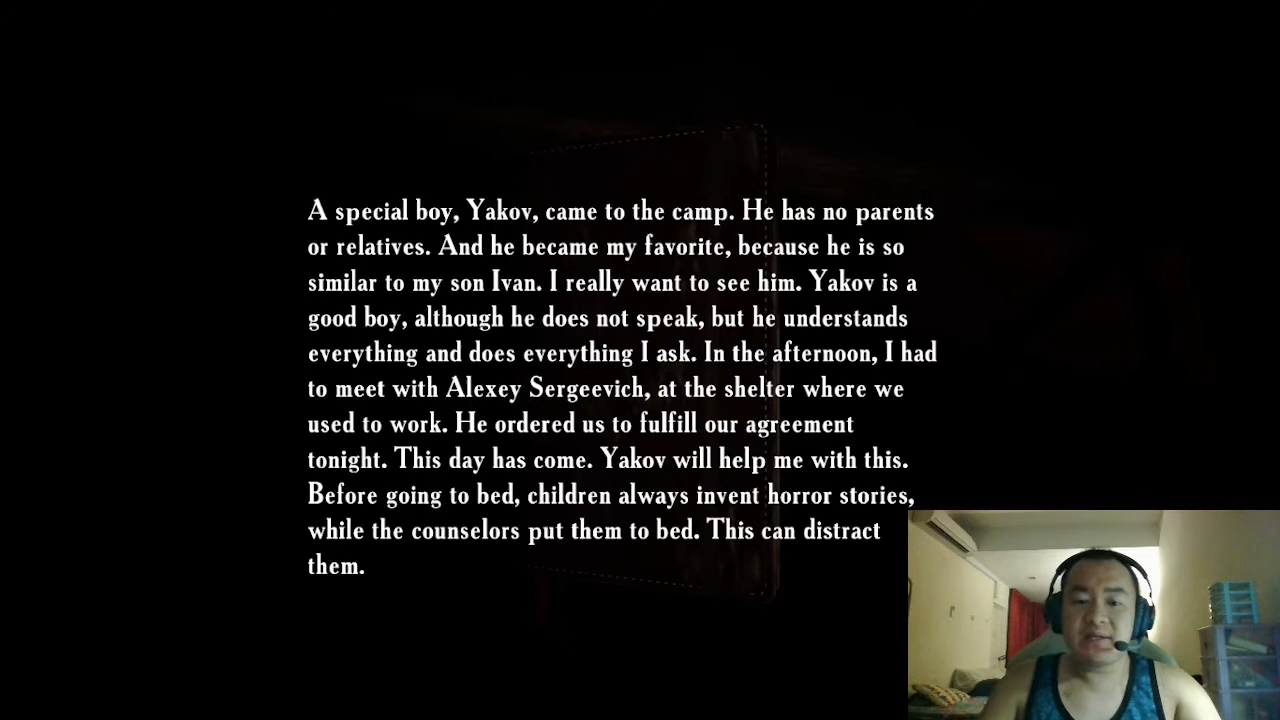 A special boy, Yakov, came to the camp. He has no parents
or relatives. And he became my favorite, because he is so
similar to my son Ivan. I really want to see him. Yakov is a
good boy, although he does not speak, but he understands
everything and does everything I ask. In the afternoon, I had
to meet with Alexey Sergeevich, at the shelter where we
used to work. He ordered us to fulfill our agreement
tonight. This day has come. Yakov will help me with this.
Before going to bed, children always invent horror stories,
while the counselors put them to bed. This can distract
them.